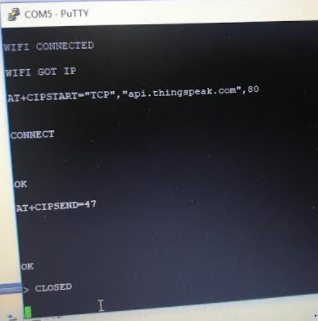 COM5 - PuTTY
WIFI CONNECTED
WIFI GOT IP
AT+CIPSTART="TCP","api.thingspeak.com",80
CONNECT
OK
AT+CIPSEND=47
OK
> CLOSED